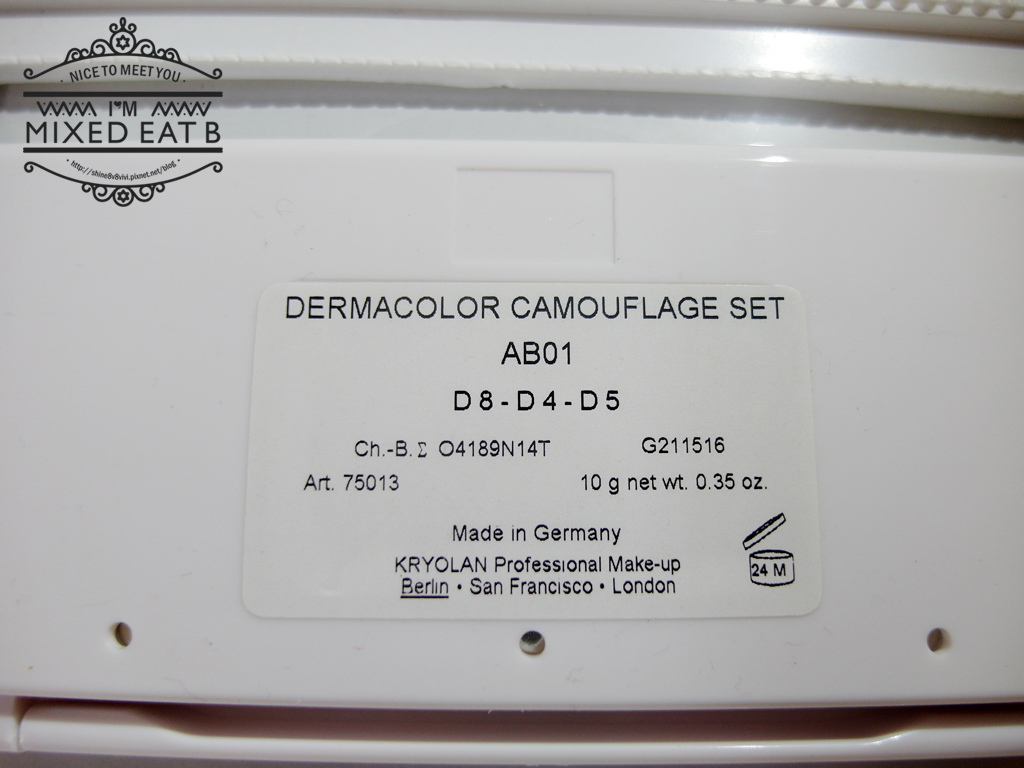 NICE TO MEET YOU
I'M
MIXED EAT B
http://shine8v8vivi.pixnet.net/blog
DERMACOLOR CAMOUFLAGE SET
AB01
D8-D4-D5
Ch.-B. Σ O4189N14T G211516
Art. 75013 10 g net wt. 0.35 oz.
Made in Germany
KRYOLAN Professional Make-up
Berlin • San Francisco • London
24 M